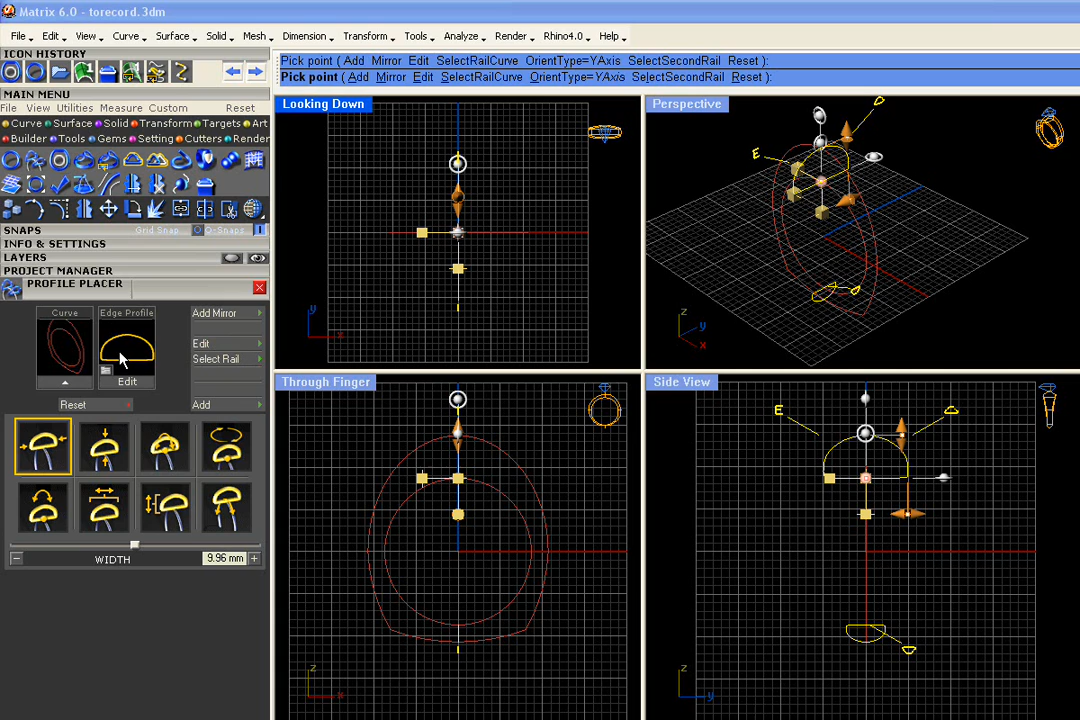 Matrix 6.0 - torecord.3dm
File Edit View Curve Surface Solid Mesh Dimension Transform Tools Analyze Render Rhino4.0 Help
ICON HISTORY
Pick point ( Add Mirror Edit SelectRailCurve OrientType=YAxis SelectSecondRail Reset ):
Pick point ( Add Mirror Edit SelectRailCurve OrientType=YAxis SelectSecondRail Reset ):
MAIN MENU
File View Utilities Measure Custom Reset
Curve Surface Solid Transform Targets Art
Builder Tools Gems Setting Cutters Render
SNAPS Grid Snap O-Snaps
INFO & SETTINGS
LAYERS
PROJECT MANAGER
PROFILE PLACER
Curve Edge Profile Add Mirror
Edit
Select Rail
Edit
Reset Add
WIDTH 9.96 mm
Looking Down
y
x
Perspective
E
z
y
x
Through Finger
z
x
Side View
E
z
y